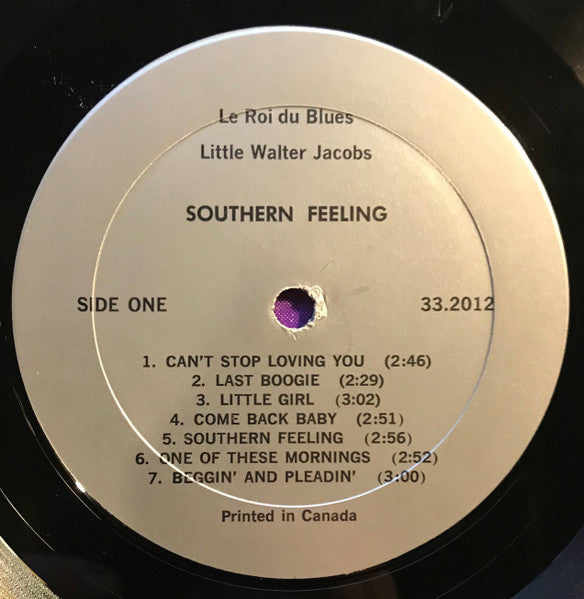 Le Roi du Blues
Little Walter Jacobs
SOUTHERN FEELING
SIDE ONE 33.2012
1. CAN'T STOP LOVING YOU (2:46)
2. LAST BOOGIE (2:29)
3. LITTLE GIRL (3:02)
4. COME BACK BABY (2:51)
5. SOUTHERN FEELING (2:56)
6. ONE OF THESE MORNINGS (2:52)
7. BEGGIN' AND PLEADIN' (3:00)
Printed in Canada